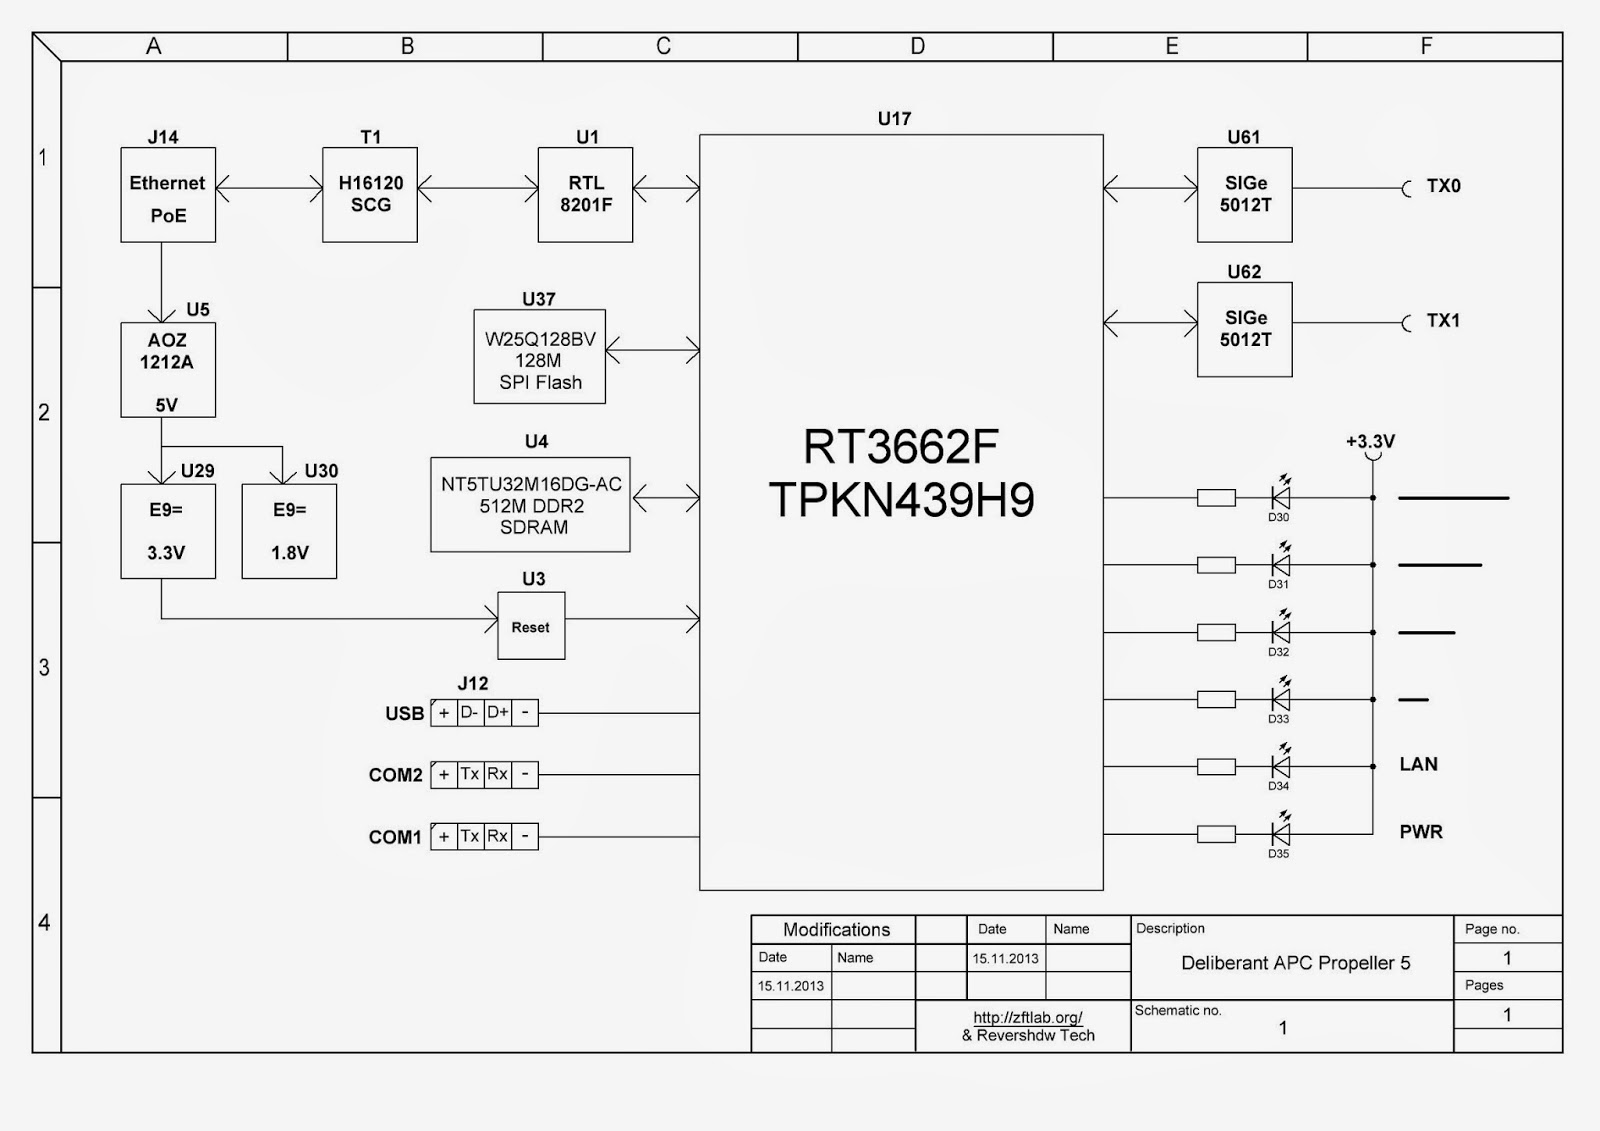 A B C D E F
1
2
3
4
J14
Ethernet
PoE
T1
H16120
SCG
U1
RTL
8201F
U17
RT3662F
TPKN439H9
U61
SIGe
5012T
TX0
U62
SIGe
5012T
TX1
U5
AOZ
1212A
5V
U37
W25Q128BV
128M
SPI Flash
U4
NT5TU32M16DG-AC
512M DDR2
SDRAM
U29
E9=
3.3V
U30
E9=
1.8V
U3
Reset
J12
USB + D- D+ -
COM2 + Tx Rx -
COM1 + Tx Rx -
+3.3V
D30
D31
D32
D33
D34
LAN
D35
PWR
Modifications
Date Name
15.11.2013
Date Name
15.11.2013
http://zftlab.org/
& Revershdw Tech
Description
Deliberant APC Propeller 5
Schematic no.
1
Page no.
1
Pages
1